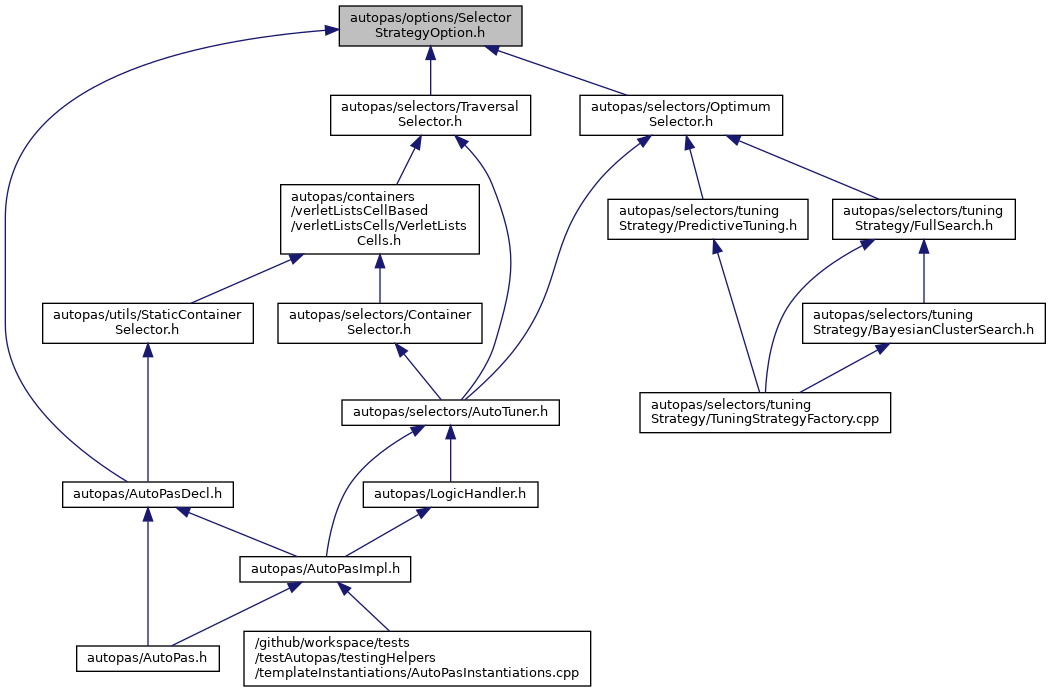 autopas/options/Selector
StrategyOption.h
autopas/selectors/Traversal
Selector.h
autopas/selectors/Optimum
Selector.h
autopas/containers
/verletListsCellBased
/verletListsCells/VerletLists
Cells.h
autopas/selectors/tuning
Strategy/PredictiveTuning.h
autopas/selectors/tuning
Strategy/FullSearch.h
autopas/utils/StaticContainer
Selector.h
autopas/selectors/Container
Selector.h
autopas/selectors/tuning
Strategy/BayesianClusterSearch.h
autopas/selectors/AutoTuner.h
autopas/selectors/tuning
Strategy/TuningStrategyFactory.cpp
autopas/AutoPasDecl.h
autopas/LogicHandler.h
autopas/AutoPasImpl.h
autopas/AutoPas.h
/github/workspace/tests
/testAutopas/testingHelpers
/templateInstantiations/AutoPasInstantiations.cpp